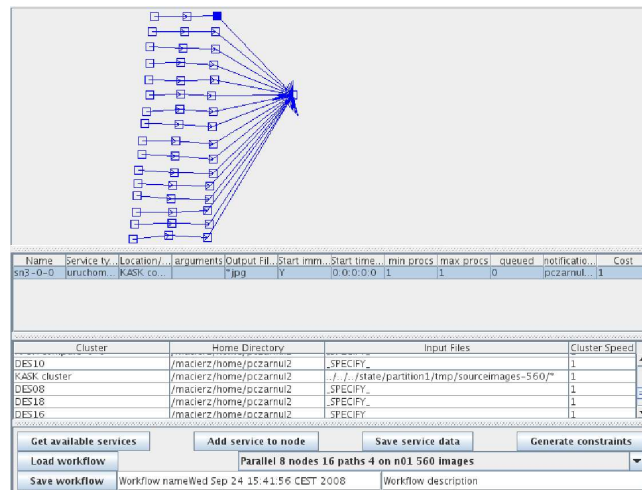 Name Service ty... Location/... arguments Output Fil... Start imm... Start time... min procs max procs queued notificatio... Cost
sn3-0-0 uruchom... KASK co... *jpg Y 0:0:0:0:0 1 1 0 pczarnul... 1
Cluster Home Directory Input Files Cluster Speed
DES10 /macierz/home/pczarnul2 _SPECIFY_ 1
KASK cluster /macierz/home/pczarnul2 ../../../state/partition1/tmp/sourceimages-560/* 1
DES08 /macierz/home/pczarnul2 _SPECIFY_ 1
DES18 /macierz/home/pczarnul2 _SPECIFY_ 1
DES16 /macierz/home/pczarnul2 _SPECIFY_ 1
Get available services Add service to node Save service data Generate constraints
Load workflow Parallel 8 nodes 16 paths 4 on n01 560 images
Save workflow Workflow nameWed Sep 24 15:41:56 CEST 2008 Workflow description